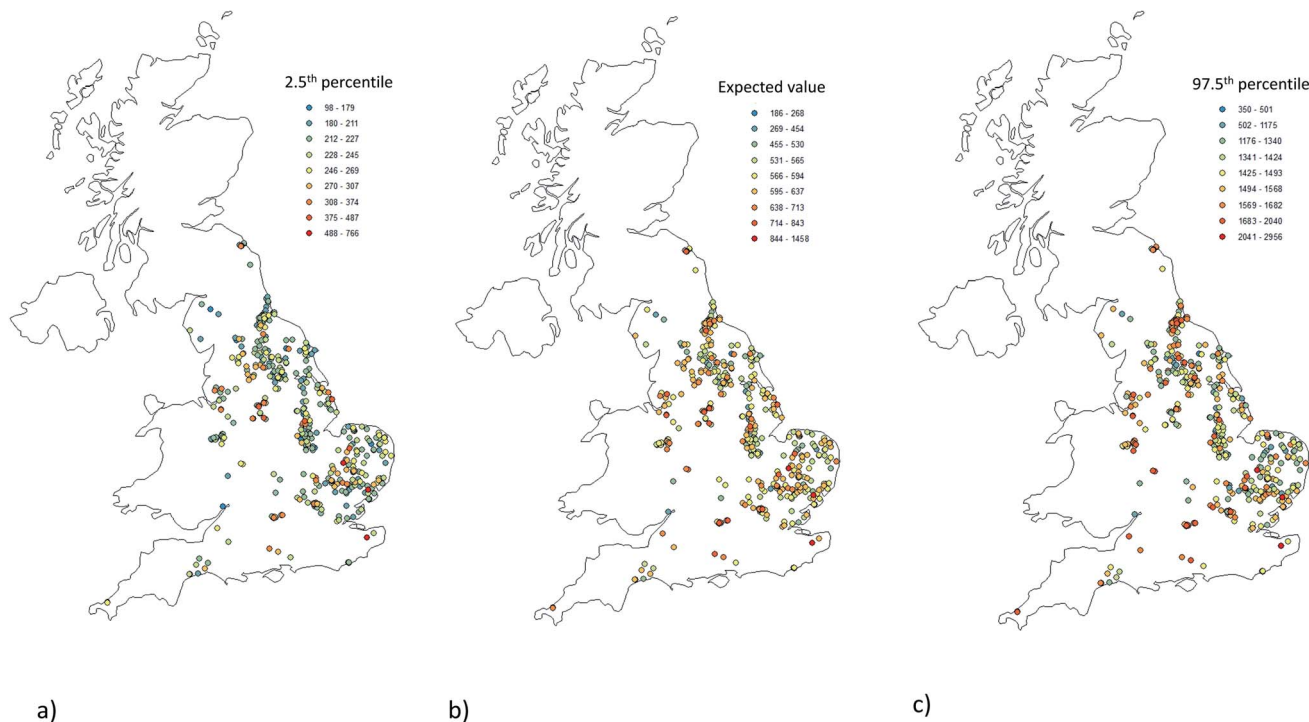 2.5th percentile
98 - 179
180 - 211
212 - 227
228 - 245
246 - 269
270 - 307
308 - 374
375 - 487
488 - 766
Expected value
186 - 268
269 - 454
455 - 530
531 - 565
566 - 594
595 - 637
638 - 713
714 - 843
844 - 1458
97.5th percentile
350 - 501
502 - 1175
1176 - 1340
1341 - 1424
1425 - 1493
1494 - 1568
1569 - 1682
1683 - 2040
2041 - 2956
a)
b)
c)